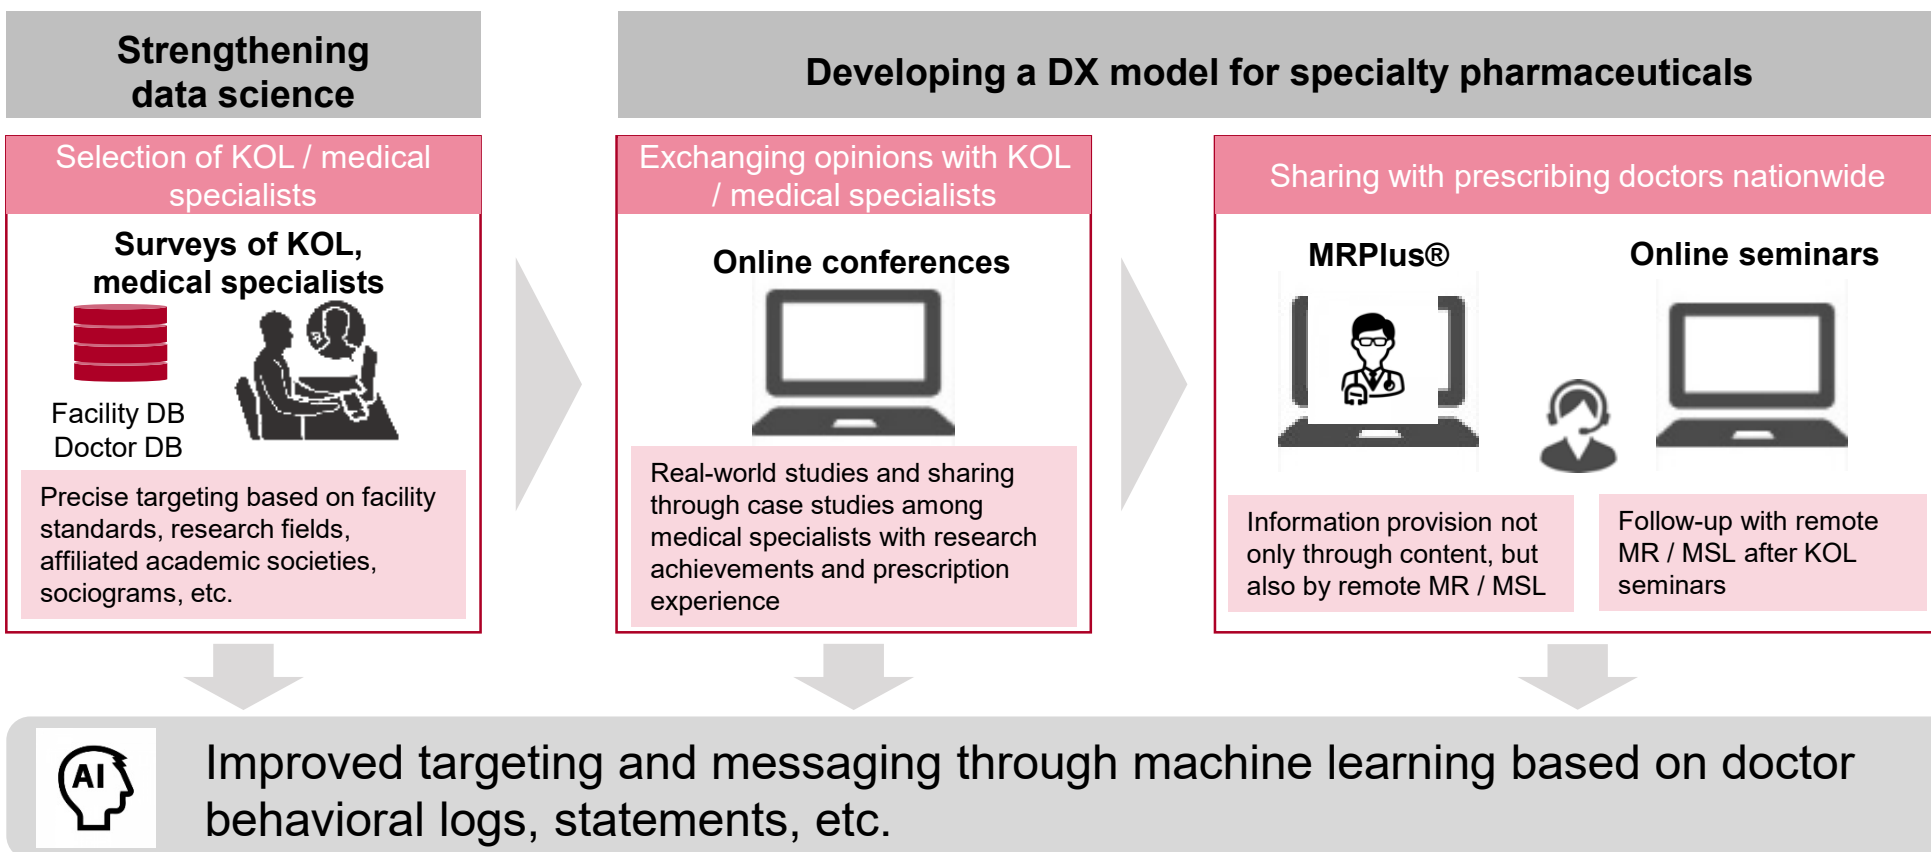 Strengthening
data science
Developing a DX model for specialty pharmaceuticals
Selection of KOL / medical
specialists
Surveys of KOL,
medical specialists
Facility DB
Doctor DB
Precise targeting based on facility
standards, research fields,
affiliated academic societies,
sociograms, etc.
Exchanging opinions with KOL
/ medical specialists
Online conferences
Real-world studies and sharing
through case studies among
medical specialists with research
achievements and prescription
experience
Sharing with prescribing doctors nationwide
MRPlus®
Information provision not
only through content, but
also by remote MR / MSL
Online seminars
Follow-up with remote
MR / MSL after KOL
seminars
AI
Improved targeting and messaging through machine learning based on doctor
behavioral logs, statements, etc.